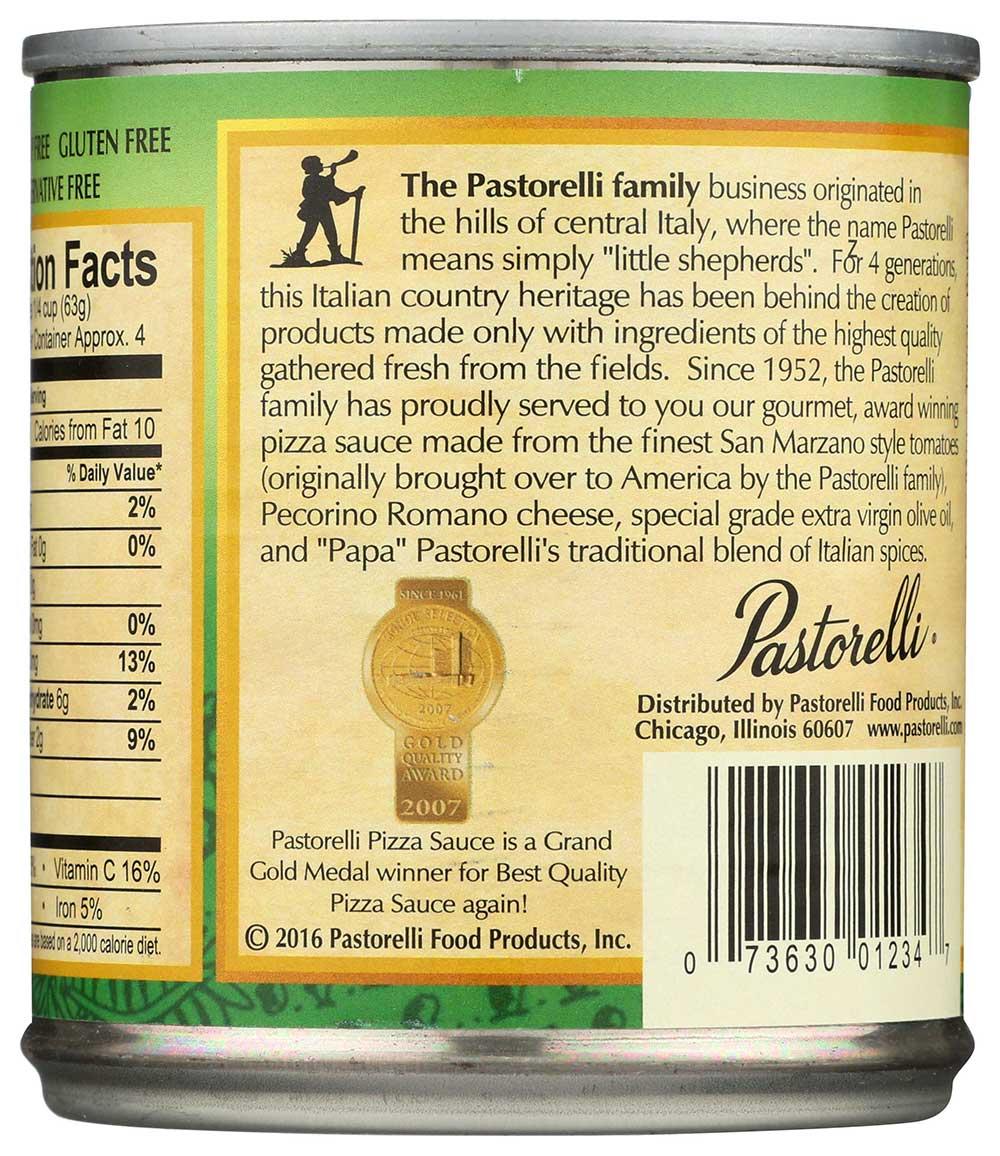 FREE GLUTEN FREE
FREE
Facts
1/4 cup (63g)
Container Approx. 4
Calories from Fat 10
% Daily Value*
2%
0g 0%
0%
13%
6g 2%
2g 9%
· Vitamin C 16%
· Iron 5%
based on a 2,000 calorie diet.
The Pastorelli family business originated in
the hills of central Italy, where the name Pastorelli
means simply "little shepherds". For 4 generations,
this Italian country heritage has been behind the creation of
products made only with ingredients of the highest quality
gathered fresh from the fields. Since 1952, the Pastorelli
family has proudly served to you our gourmet, award winning
pizza sauce made from the finest San Marzano style tomatoes
(originally brought over to America by the Pastorelli family),
Pecorino Romano cheese, special grade extra virgin olive oil,
and "Papa" Pastorelli's traditional blend of Italian spices.
SINCE 1961
2007
GOLD
QUALITY
AWARD
2007
Pastorelli Pizza Sauce is a Grand
Gold Medal winner for Best Quality
Pizza Sauce again!
© 2016 Pastorelli Food Products, Inc.
Pastorelli
Distributed by Pastorelli Food Products, Inc.
Chicago, Illinois 60607 www.pastorelli.com
0 73630 01234 7